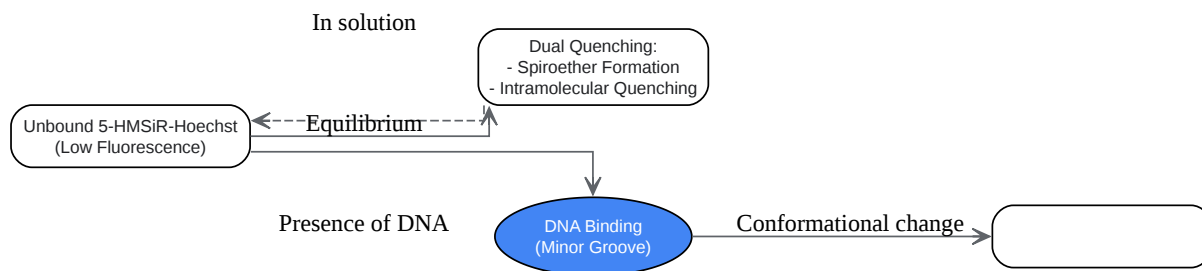 In solution
Dual Quenching:
- Spiroether Formation
- Intramolecular Quenching
Unbound 5-HMSiR-Hoechst
(Low Fluorescence)
Equilibrium
Presence of DNA
DNA Binding
(Minor Groove)
Conformational change